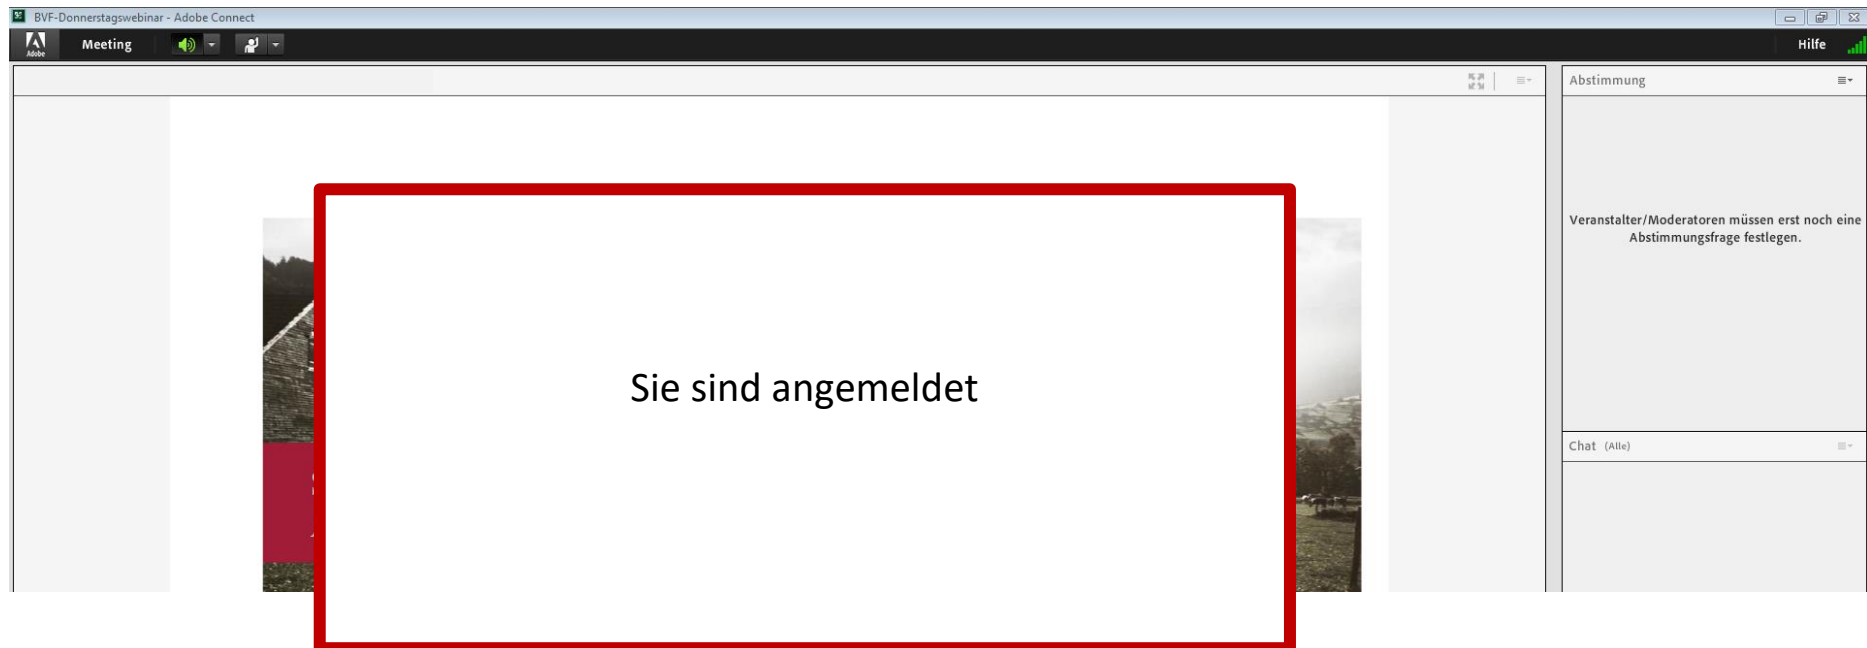 BVF-Donnerstagswebinar - Adobe Connect
Adobe
Meeting
Hilfe
Abstimmung
Veranstalter/Moderatoren müssen erst noch eine
Abstimmungsfrage festlegen.
Sie sind angemeldet
Chat (Alle)